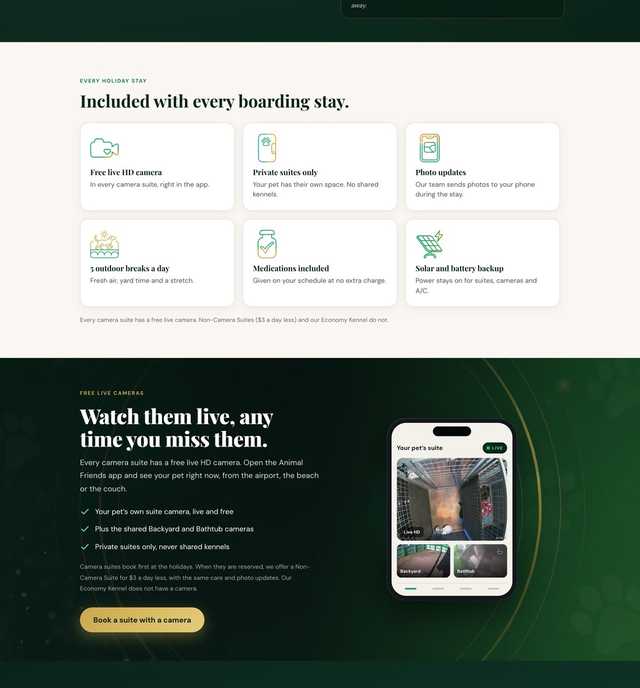 away.
EVERY HOLIDAY STAY
Included with every boarding stay.
Free live HD camera
In every camera suite, right in the app.
Private suites only
Your pet has their own space. No shared
kennels.
Photo updates
Our team sends photos to your phone
during the stay.
5 outdoor breaks a day
Fresh air, yard time and a stretch.
Medications included
Given on your schedule at no extra charge.
Solar and battery backup
Power stays on for suites, cameras and
A/C.
Every camera suite has a free live camera. Non-Camera Suites ($3 a day less) and our Economy Kennel do not.
FREE LIVE CAMERAS
Watch them live, any
time you miss them.
Every camera suite has a free live HD camera. Open the Animal
Friends app and see your pet right now, from the airport, the beach
or the couch.
Your pet's own suite camera, live and free
Plus the shared Backyard and Bathtub cameras
Private suites only, never shared kennels
Camera suites book first at the holidays. When they are reserved, we offer a Non-
Camera Suite for $3 a day less, with the same care and photo updates. Our
Economy Kennel does not have a camera.
Book a suite with a camera
Your pet's suite
LIVE
Live HD
Backyard
Bathtub